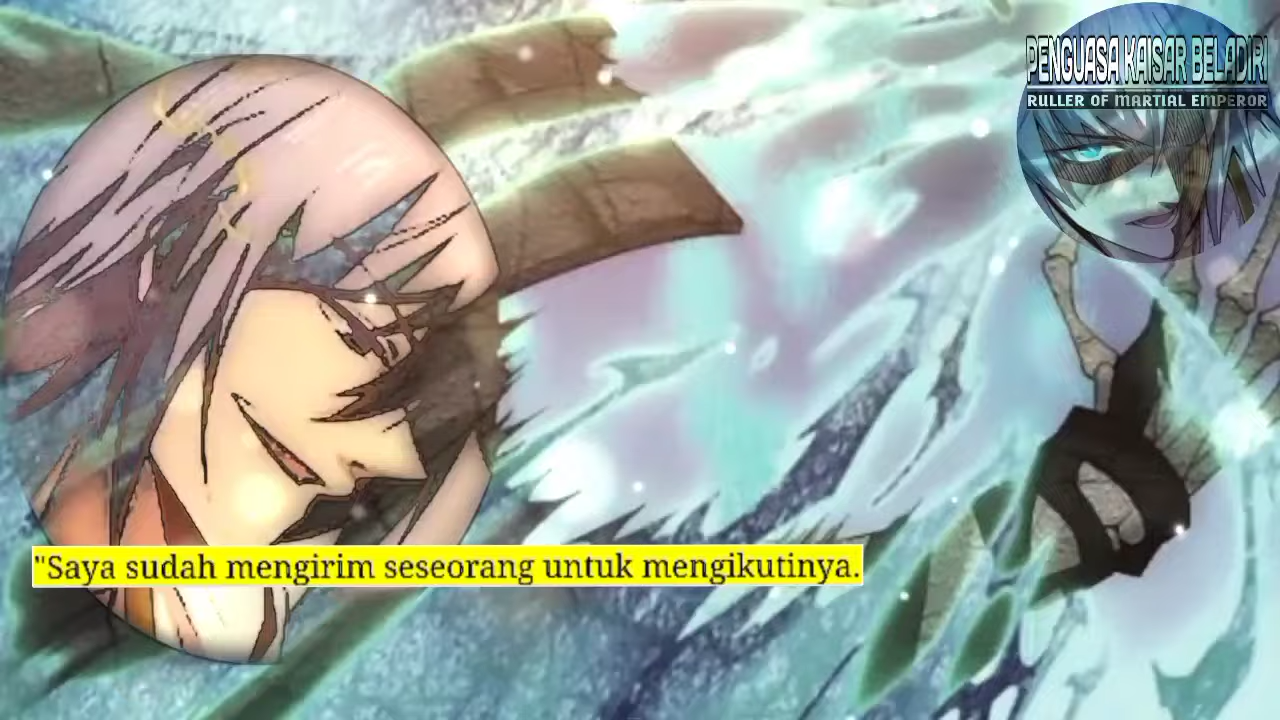 PENGUASA KAISAR BELADIRI
RULLER OF MARTIAL EMPEROR
"Saya sudah mengirim seseorang untuk mengikutinya.